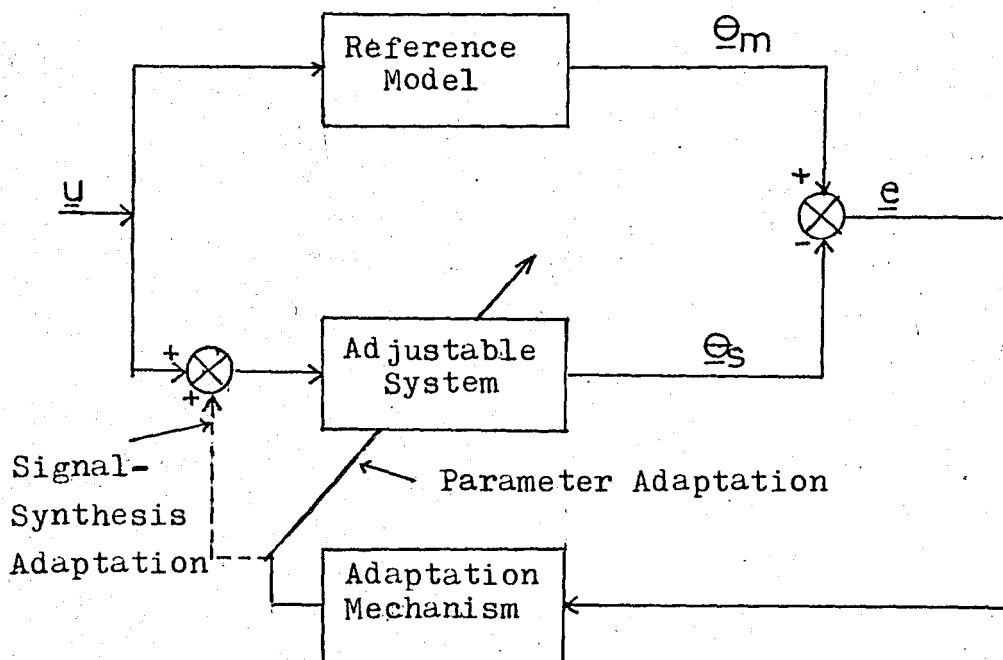 Reference
Model
Θm
u
+
e
-
Adjustable
System
Θs
+
+
Signal-
Synthesis
Adaptation
Parameter Adaptation
Adaptation
Mechanism